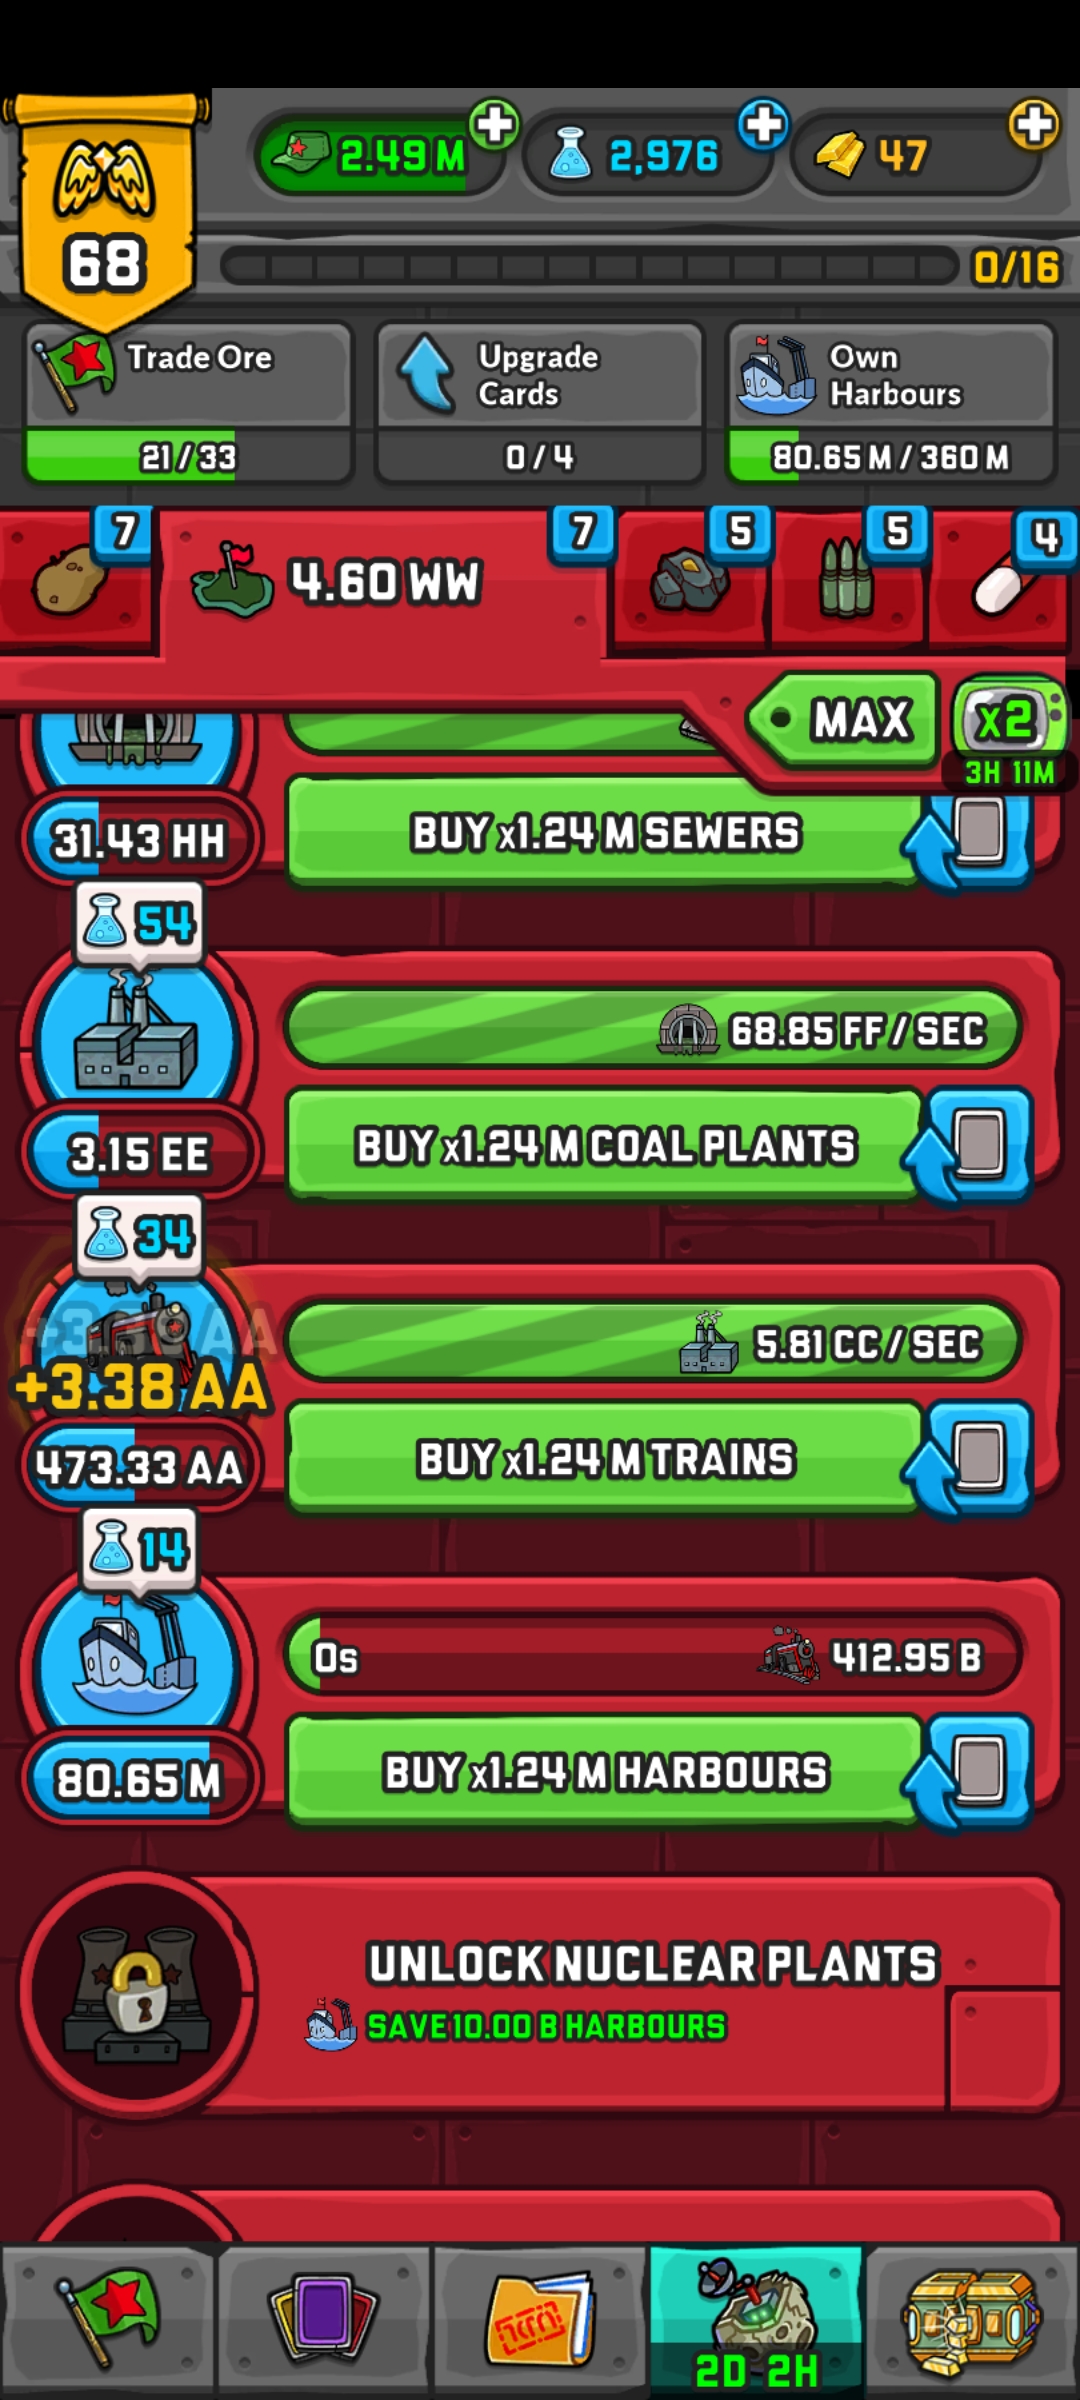 2.49 M
2,976
47
68
0/16
Trade Ore
Upgrade
Cards
Own
Harbours
21 / 33
0 / 4
80.65 M / 360 M
7
4.60 WW
7
5
5
4
MAX
x2
3H 11M
31.43 HH
BUY x1.24 M SEWERS
54
68.85 FF / SEC
3.15 EE
BUY x1.24 M COAL PLANTS
34
+3.38 AA
5.81 CC / SEC
473.33 AA
BUY x1.24 M TRAINS
14
0s
412.95 B
80.65 M
BUY x1.24 M HARBOURS
UNLOCK NUCLEAR PLANTS
SAVE 10.00 B HARBOURS
2D 2H